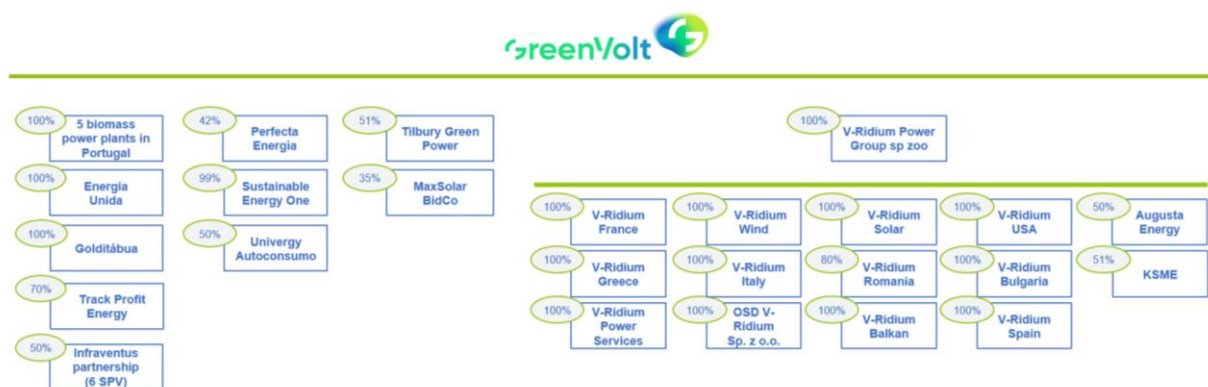 GreenVolt
100%
5 biomass
power plants in
Portugal
42%
Perfecta
Energía
51%
Tilbury Green
Power
100%
V-Ridium Power
Group sp zoo
100%
Energia
Unida
99%
Sustainable
Energy One
35%
MaxSolar
BidCo
100%
Golditábua
50%
Univergy
Autoconsumo
70%
Track Profit
Energy
50%
Infraventus
partnership
(6 SPV)
100%
V-Ridium
France
100%
V-Ridium
Wind
100%
V-Ridium
Solar
100%
V-Ridium
USA
50%
Augusta
Energy
100%
V-Ridium
Greece
100%
V-Ridium
Italy
80%
V-Ridium
Romania
100%
V-Ridium
Bulgaria
51%
KSME
100%
V-Ridium
Power
Services
100%
OSD V-
Ridium
Sp. z o.o.
100%
V-Ridium
Balkan
100%
V-Ridium
Spain